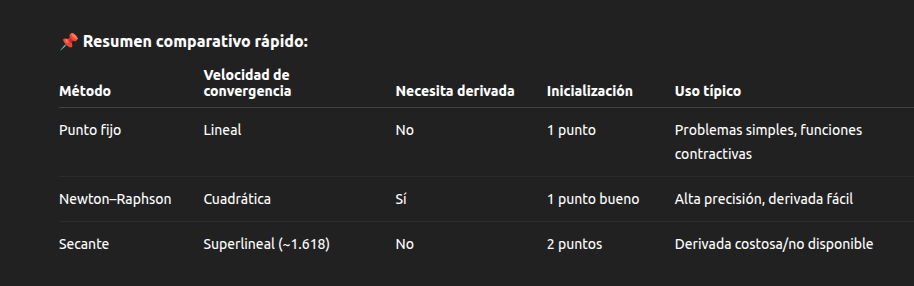 📌 Resumen comparativo rápido:
Método Velocidad de convergencia Necesita derivada Inicialización Uso típico
Punto fijo Lineal No 1 punto Problemas simples, funciones contractivas
Newton–Raphson Cuadrática Sí 1 punto bueno Alta precisión, derivada fácil
Secante Superlineal (~1.618) No 2 puntos Derivada costosa/no disponible